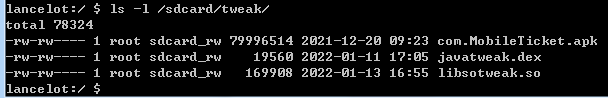 lancelot:/ $ ls -l /sdcard/tweak/
total 78324
-rw-rw---- 1 root sdcard_rw 79996514 2021-12-20 09:23 com.MobileTicket.apk
-rw-rw---- 1 root sdcard_rw    19560 2022-01-11 17:05 javatweak.dex
-rw-rw---- 1 root sdcard_rw   169908 2022-01-13 16:55 libsotweak.so
lancelot:/ $